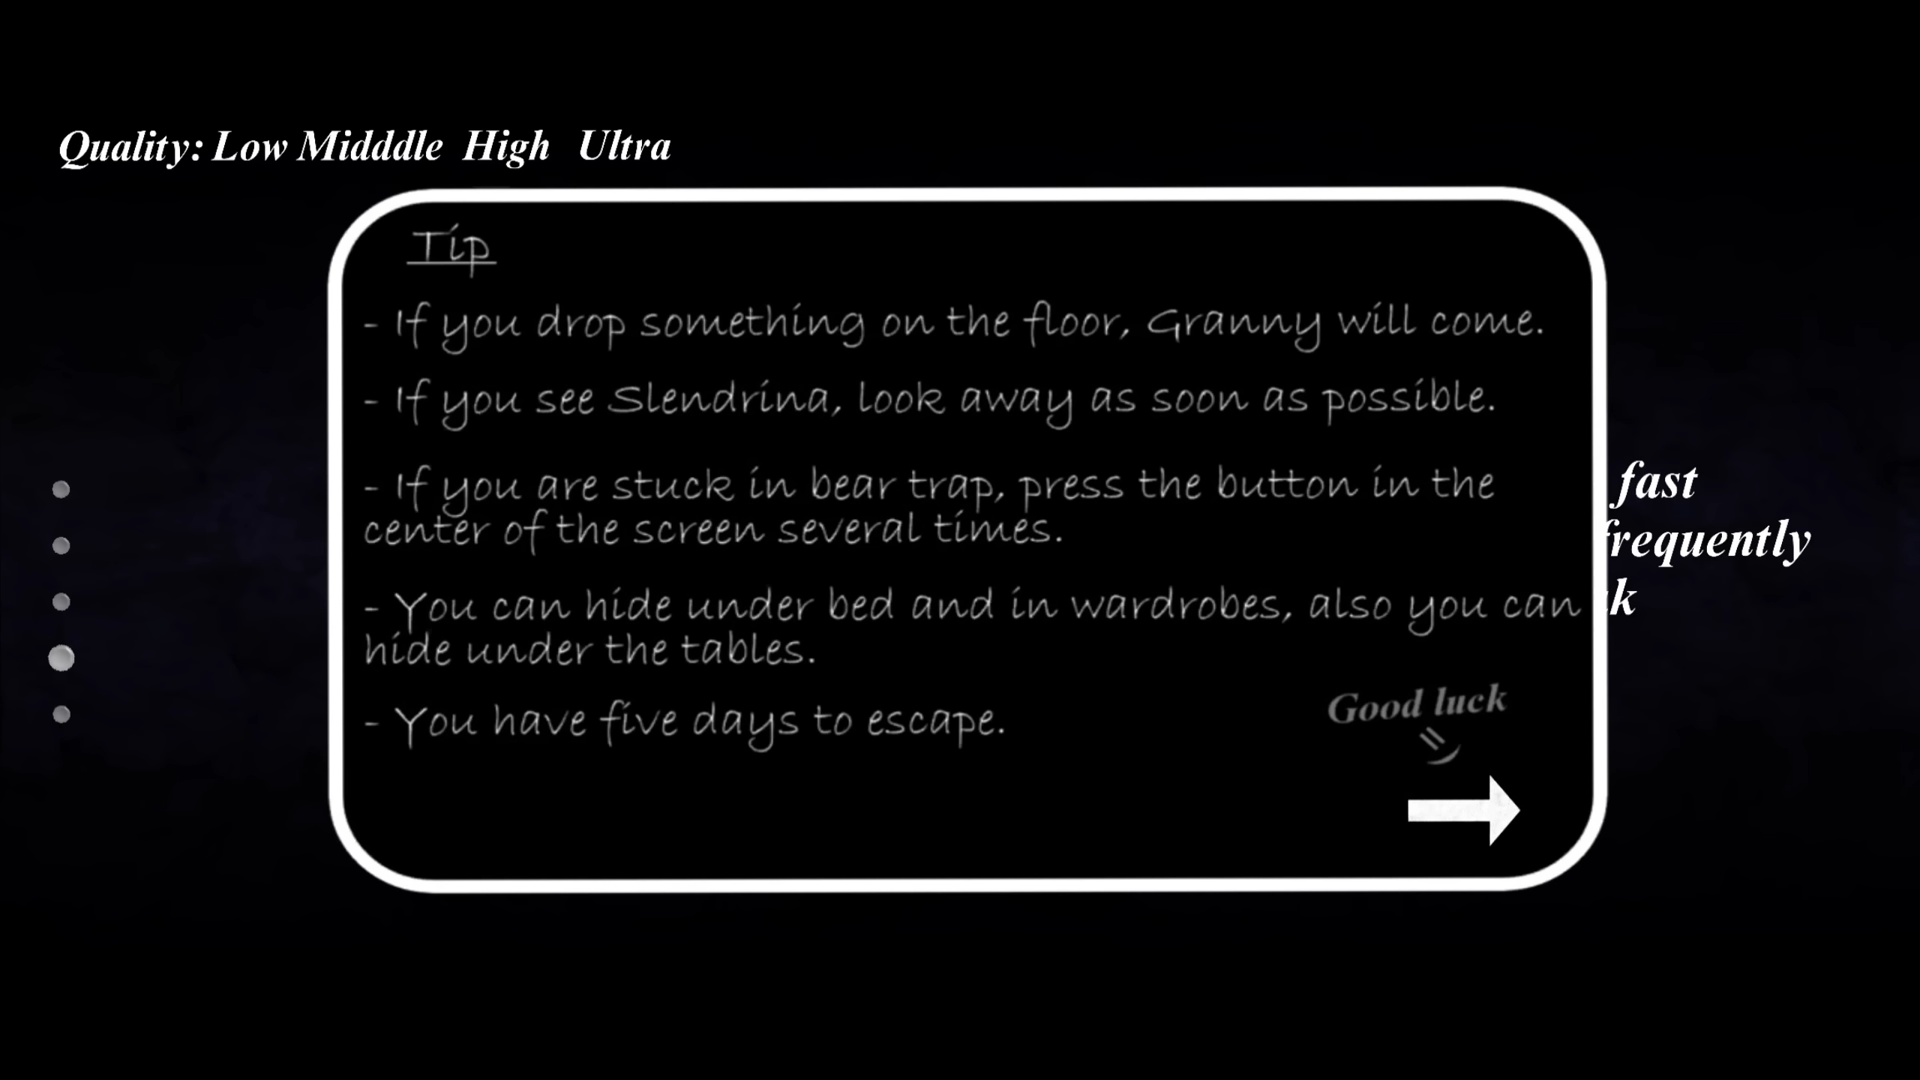 Quality: Low Midddle High Ultra
Tip
- If you drop something on the floor, Granny will come.
- If you see Slendrina, look away as soon as possible.
- If you are stuck in bear trap, press the button in the
center of the screen several times.
- You can hide under bed and in wardrobes, also you can
hide under the tables.
- You have five days to escape.
Good luck
=)
fast
frequently